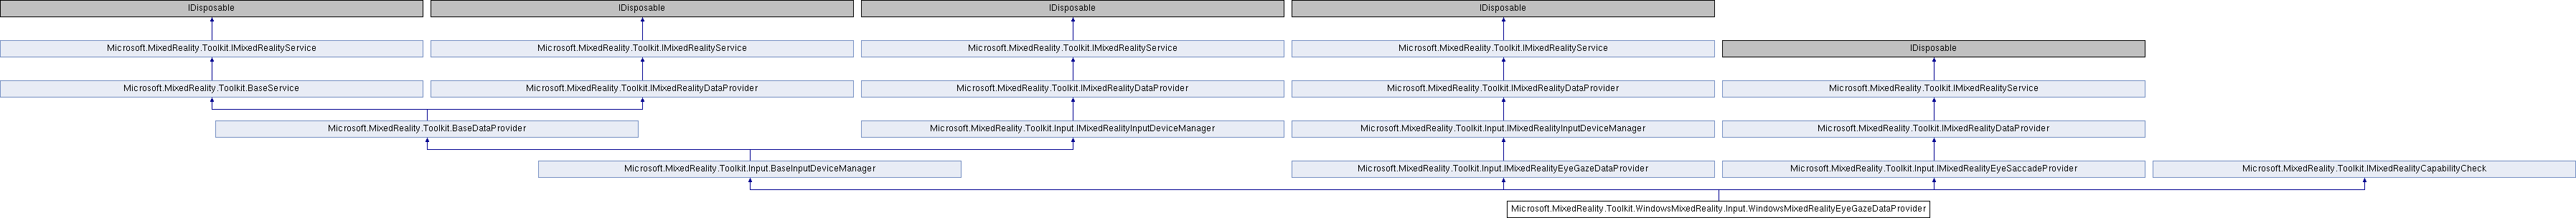 IDisposable
IDisposable
IDisposable
IDisposable
Microsoft.MixedReality.Toolkit.IMixedRealityService
Microsoft.MixedReality.Toolkit.IMixedRealityService
Microsoft.MixedReality.Toolkit.IMixedRealityService
Microsoft.MixedReality.Toolkit.IMixedRealityService
IDisposable
Microsoft.MixedReality.Toolkit.BaseService
Microsoft.MixedReality.Toolkit.IMixedRealityDataProvider
Microsoft.MixedReality.Toolkit.IMixedRealityDataProvider
Microsoft.MixedReality.Toolkit.IMixedRealityDataProvider
Microsoft.MixedReality.Toolkit.IMixedRealityService
Microsoft.MixedReality.Toolkit.BaseDataProvider
Microsoft.MixedReality.Toolkit.Input.IMixedRealityInputDeviceManager
Microsoft.MixedReality.Toolkit.Input.IMixedRealityInputDeviceManager
Microsoft.MixedReality.Toolkit.IMixedRealityDataProvider
Microsoft.MixedReality.Toolkit.Input.BaseInputDeviceManager
Microsoft.MixedReality.Toolkit.Input.IMixedRealityEyeGazeDataProvider
Microsoft.MixedReality.Toolkit.Input.IMixedRealityEyeSaccadeProvider
Microsoft.MixedReality.Toolkit.IMixedRealityCapabilityCheck
Microsoft.MixedReality.Toolkit.WindowsMixedReality.Input.WindowsMixedRealityEyeGazeDataProvider